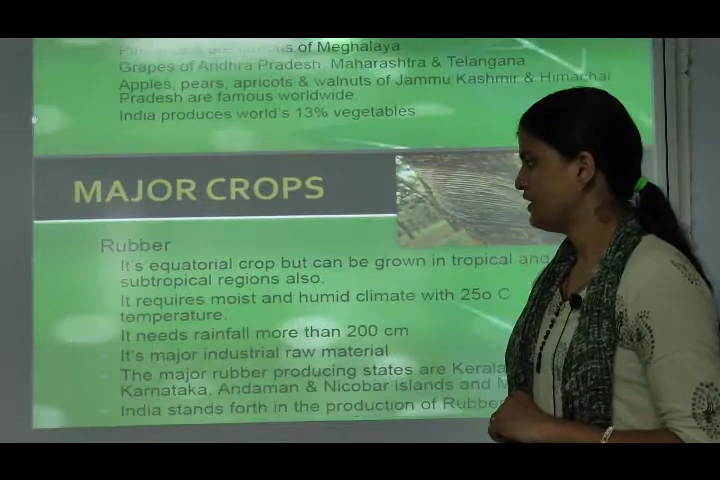 are famous of Meghalaya
Grapes of Andhra Pradesh, Maharashtra & Telangana
Apples, pears, apricots & walnuts of Jammu Kashmir & Himachal
Pradesh are famous worldwide.
India produces world's 13% vegetables
MAJOR CROPS
Rubber
It's equatorial crop but can be grown in tropical and
subtropical regions also.
It requires moist and humid climate with 25o C
temperature.
It needs rainfall more than 200 cm
It's major industrial raw material
The major rubber producing states are Kerala
Karnataka, Andaman & Nicobar islands and
India stands forth in the production of Rubber